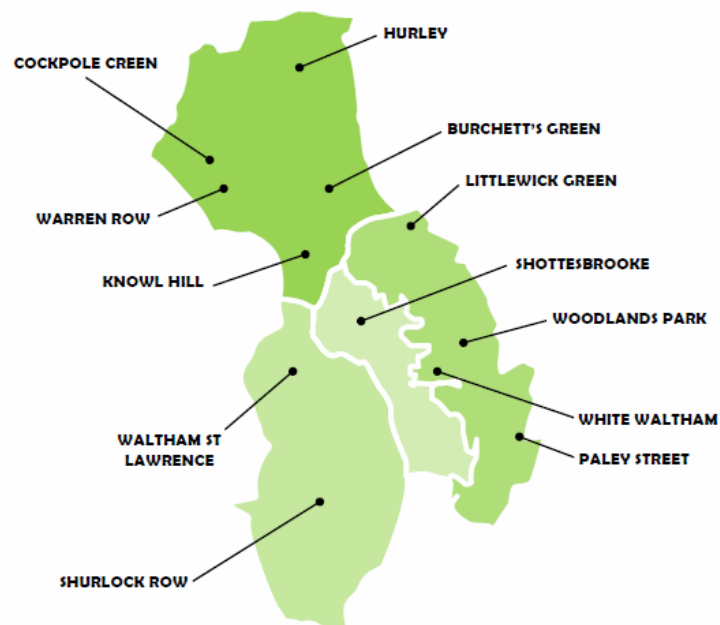 HURLEY
COCKPOLE CREEN
BURCHETT'S GREEN
LITTLEWICK GREEN
WARREN ROW
SHOTTESBROOKE
KNOWL HILL
WOODLANDS PARK
WHITE WALTHAM
WALTHAM ST
LAWRENCE
PALEY STREET
SHURLOCK ROW